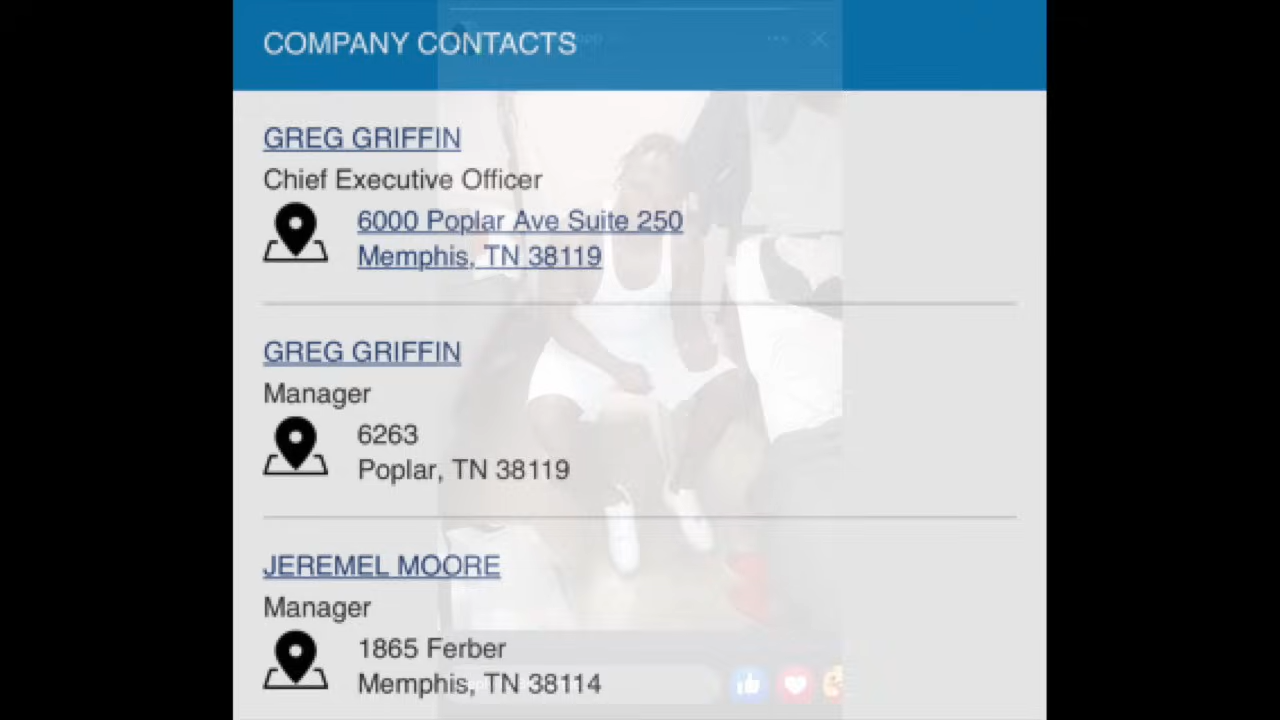 COMPANY CONTACTS
GREG GRIFFIN
Chief Executive Officer
6000 Poplar Ave Suite 250
Memphis, TN 38119
GREG GRIFFIN
Manager
6263
Poplar, TN 38119
JEREMEL MOORE
Manager
1865 Ferber
Memphis, TN 38114